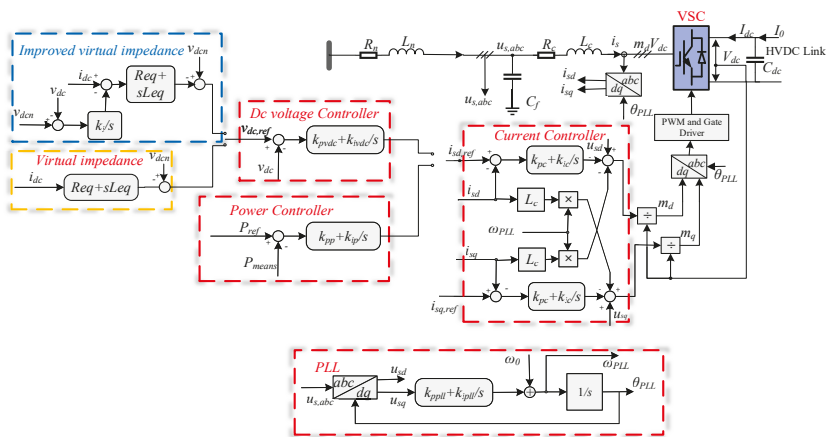 Improved virtual impedance
v_dcn
i_dc
+
-
Req+
sLeq
-
+
v_dc
v_dcn
-
k_i/s
Virtual impedance
i_dc
Req+sLeq
v_dcn
-
+
Dc voltage Controller
v_dc,ref
+
-
k_pvdc+k_ivdc/s
v_dc
Power Controller
P_ref
+
-
k_pp+k_ip/s
P_means
R_n
L_n
u_s,abc
u_s,abc
C_f
R_c
L_c
i_s
m_dV_dc
i_sd
i_sq
abc
dq
θ_PLL
VSC
I_dc
I_0
V_dc
HVDC Link
C_dc
PWM and Gate
Driver
abc
dq
θ_PLL
Current Controller
u_sd
i_sd,ref
+
-
k_pc+k_ic/s
-
+
-
i_sd
L_c
×
ω_PLL
i_sq
L_c
×
i_sq,ref
+
-
k_pc+k_ic/s
-
+
+
+
u_sq
÷
m_d
÷
m_q
PLL
u_s,abc
abc
dq
u_sd
u_sq
k_ppll+k_ipll/s
ω_0
+
ω_PLL
1/s
θ_PLL